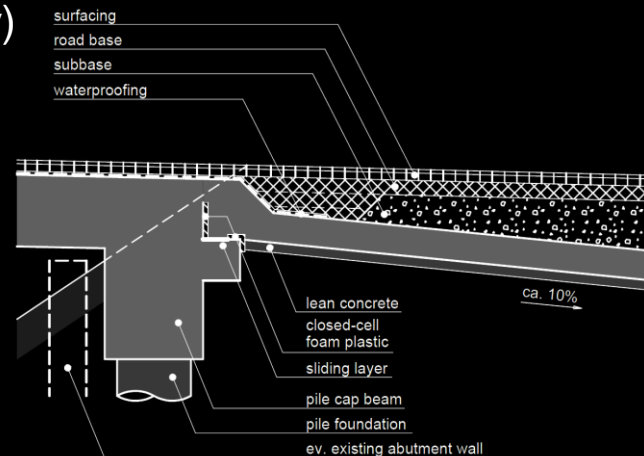 )
surfacing
road base
subbase
waterproofing
lean concrete
ca. 10%
closed-cell
foam plastic
sliding layer
pile cap beam
pile foundation
ev. existing abutment wall